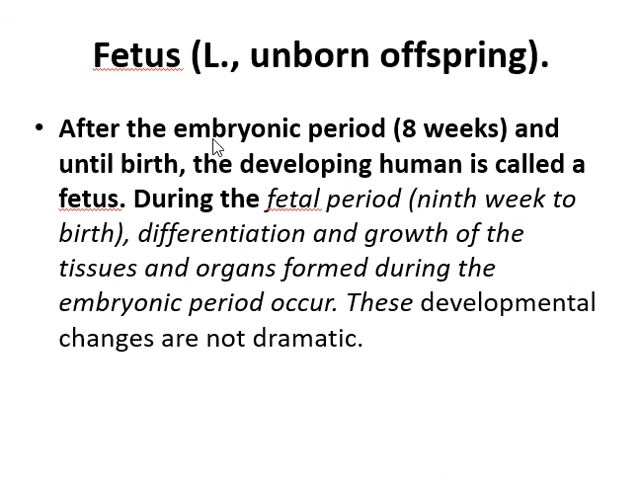 Fetus (L., unborn offspring).
• After the embryonic period (8 weeks) and
until birth, the developing human is called a
fetus. During the fetal period (ninth week to
birth), differentiation and growth of the
tissues and organs formed during the
embryonic period occur. These developmental
changes are not dramatic.